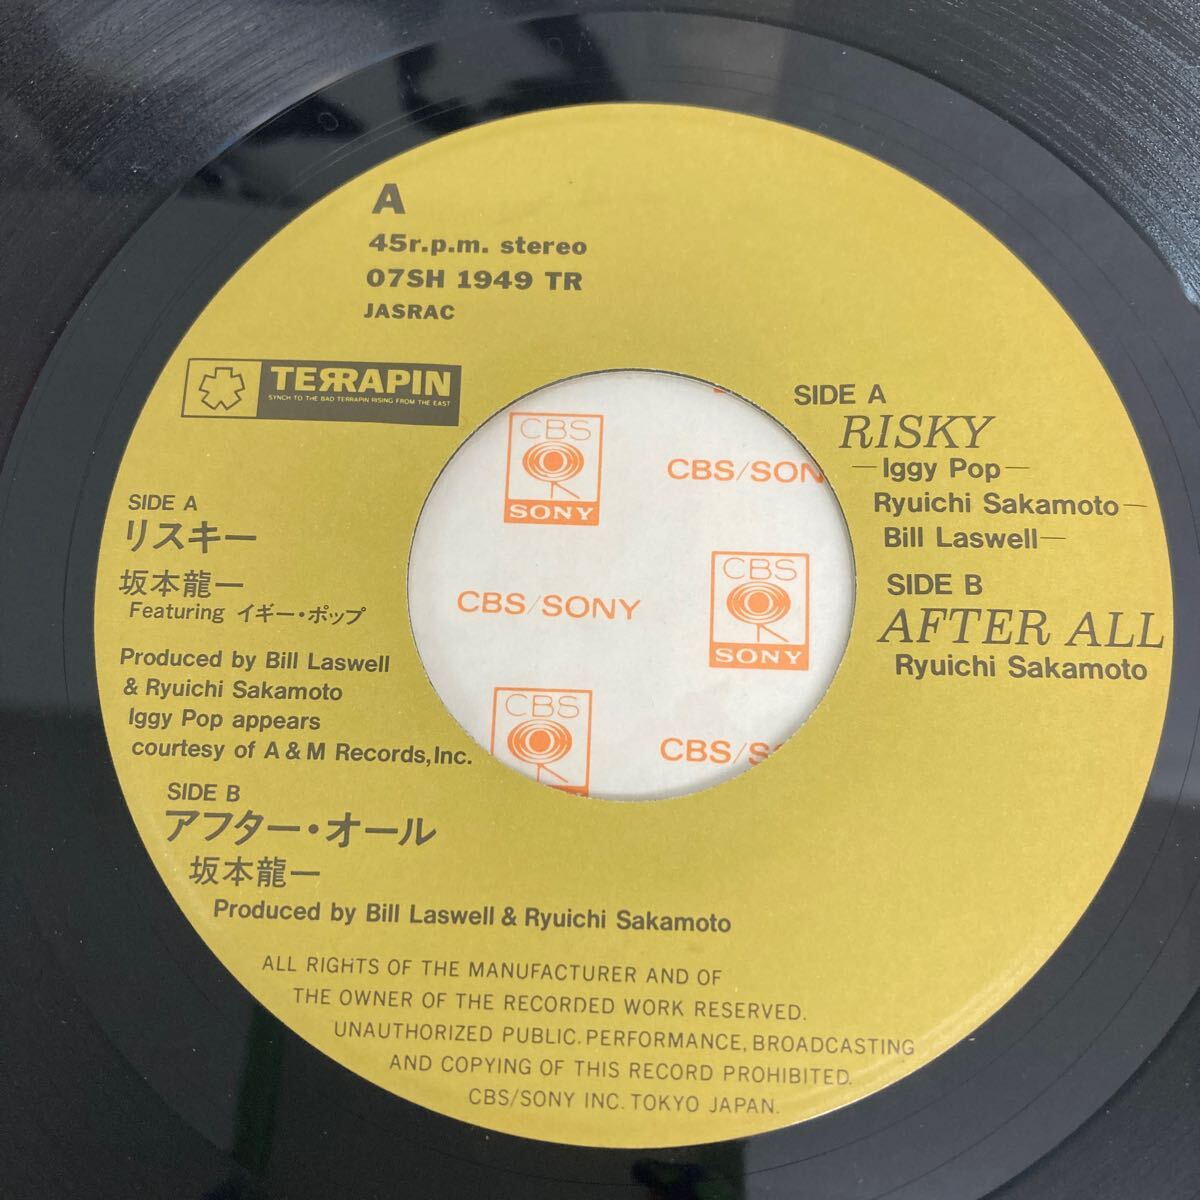 A
45r.p.m. stereo
07SH 1949 TR
JASRAC
TERRAPIN
SYNCH TO THE BAD TERRAPIN RISING FROM THE EAST
SIDE A
リスキー
坂本龍一
Featuring イギー・ポップ
Produced by Bill Laswell
& Ryuichi Sakamoto
Iggy Pop appears
courtesy of A & M Records, Inc.
SIDE B
アフター・オール
坂本龍一
Produced by Bill Laswell & Ryuichi Sakamoto
SIDE A
RISKY
—Iggy Pop—
Ryuichi Sakamoto—
Bill Laswell—
SIDE B
AFTER ALL
Ryuichi Sakamoto
CBS
SONY
CBS/SON
CBS/SONY
CBS
SONY
CBS
CBS/S
ALL RIGHTS OF THE MANUFACTURER AND OF
THE OWNER OF THE RECORDED WORK RESERVED.
UNAUTHORIZED PUBLIC. PERFORMANCE, BROADCASTING
AND COPYING OF THIS RECORD PROHIBITED.
CBS/SONY INC. TOKYO JAPAN.